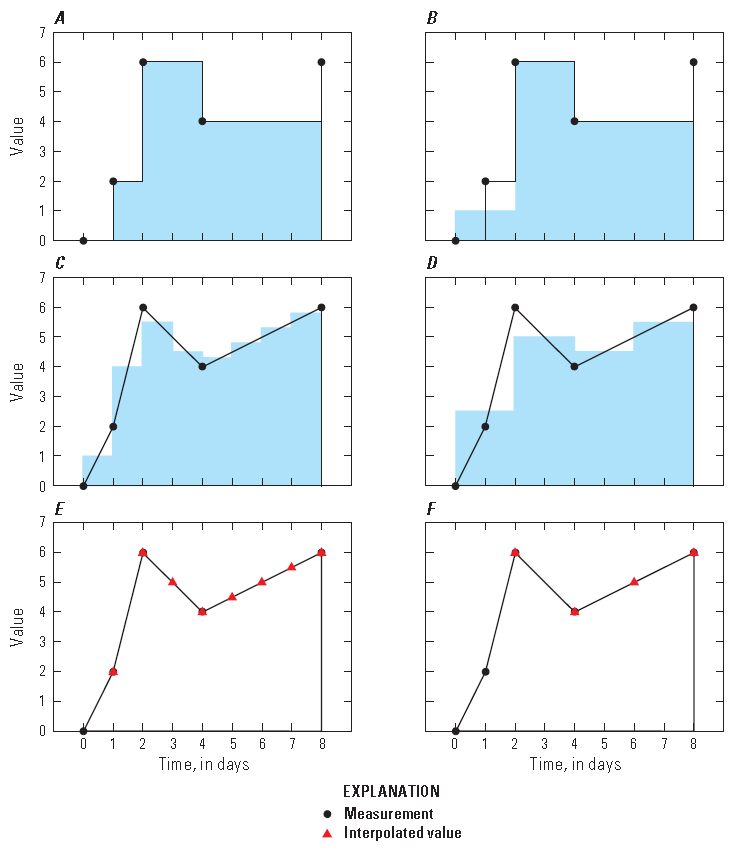 A B
7
6
5
4
3
2
1
0
Value
C D
7
6
5
4
3
2
1
0
Value
E F
7
6
5
4
3
2
1
0
Value
0 1 2 3 4 5 6 7 8 0 1 2 3 4 5 6 7 8
Time, in days Time, in days
EXPLANATION
Measurement
Interpolated value